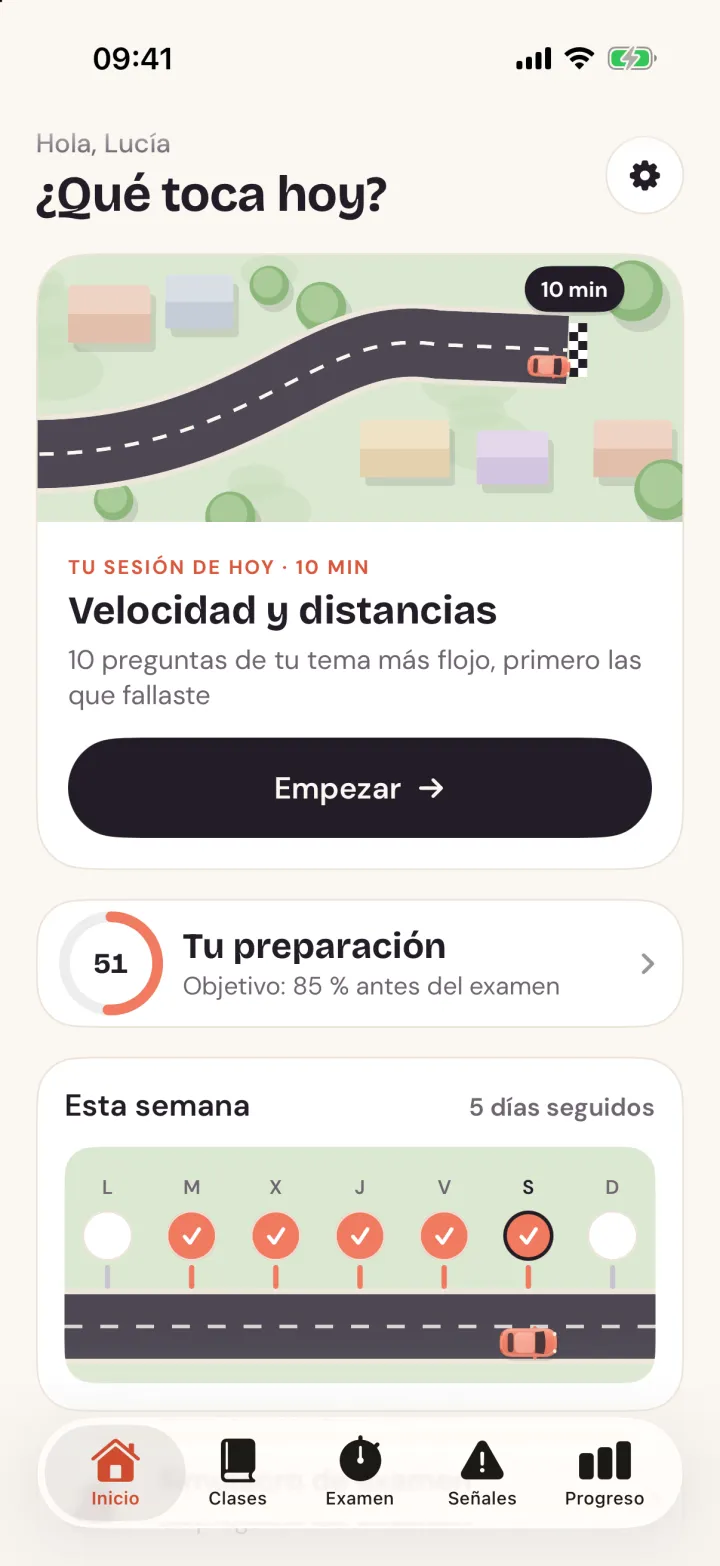 09:41
Hola, Lucía
¿Qué toca hoy?
10 min
TU SESIÓN DE HOY · 10 MIN
Velocidad y distancias
10 preguntas de tu tema más flojo, primero las
que fallaste
Empezar →
51
Tu preparación
Objetivo: 85 % antes del examen
Esta semana
5 días seguidos
L M X J V S D
Inicio
Clases
Examen
Señales
Progreso